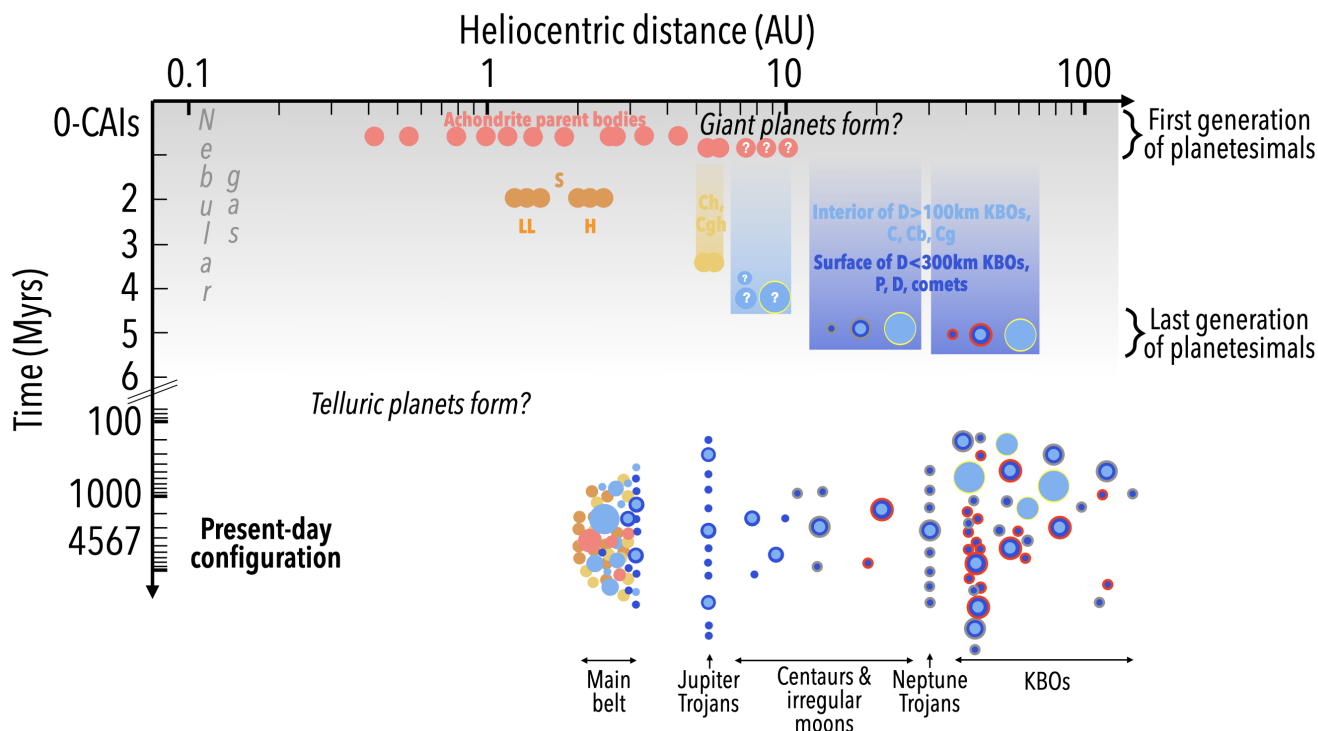 Heliocentric distance (AU)
0.1 1 10 100
0-CAIs
2
3
4
5
6
100
1000
4567
Time (Myrs)
Nebular
gas
Achondrite parent bodies
Giant planets form?
? ? ?
First generation
of planetesimals
S
LL H
Ch,
Cgh
Interior of D>100km KBOs,
C, Cb, Cg
Surface of D<300km KBOs,
P, D, comets
?
? ?
Last generation
of planetesimals
Telluric planets form?
Present-day
configuration
Main
belt
Jupiter
Trojans
Centaurs &
irregular
moons
Neptune
Trojans
KBOs